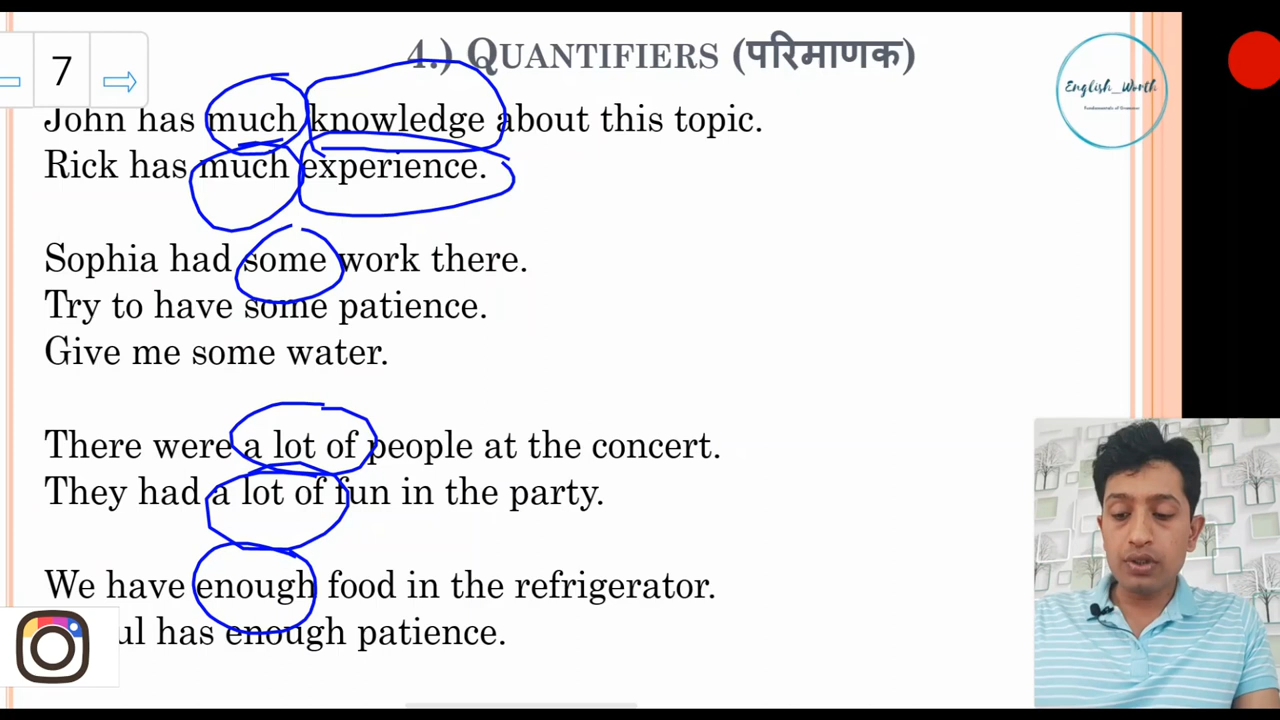 7
4.) QUANTIFIERS (परिमाणक)
English_Worth
Fundamentals of Grammar
John has much knowledge about this topic.
Rick has much experience.
Sophia had some work there.
Try to have some patience.
Give me some water.
There were a lot of people at the concert.
They had a lot of fun in the party.
We have enough food in the refrigerator.
has enough patience.